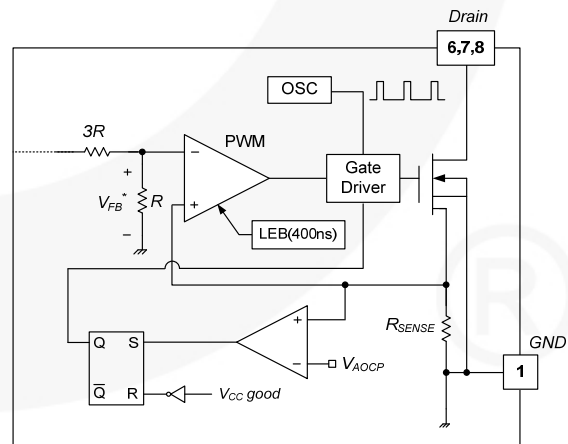 Drain
6,7,8
OSC
3R
PWM
−
+
+
V_FB*
R
−
Gate
Driver
LEB(400ns)
R_SENSE
GND
1
Q
S
+
−
V_AOCP
Q̅
R
V_CC good
®